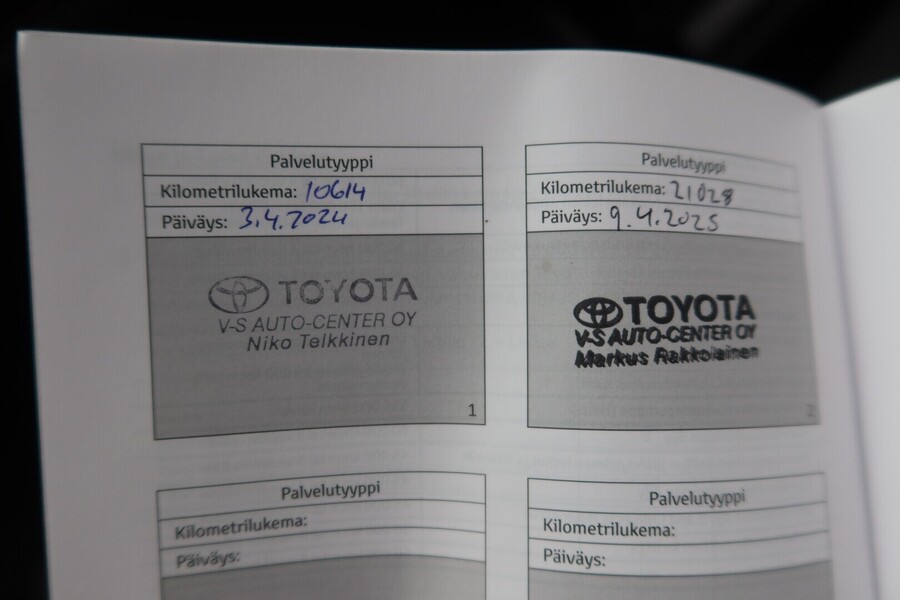 Palvelutyyppi
Kilometrilukema: 10614
Päiväys: 3.4.2024
TOYOTA
V-S AUTO-CENTER OY
Niko Telkkinen
1
Palvelutyyppi
Kilometrilukema: 21028
Päiväys: 9.4.2025
TOYOTA
V-S AUTO-CENTER OY
Markus Rakkolainen
2
Palvelutyyppi
Kilometrilukema:
Päiväys:
Palvelutyyppi
Kilometrilukema:
Päiväys: